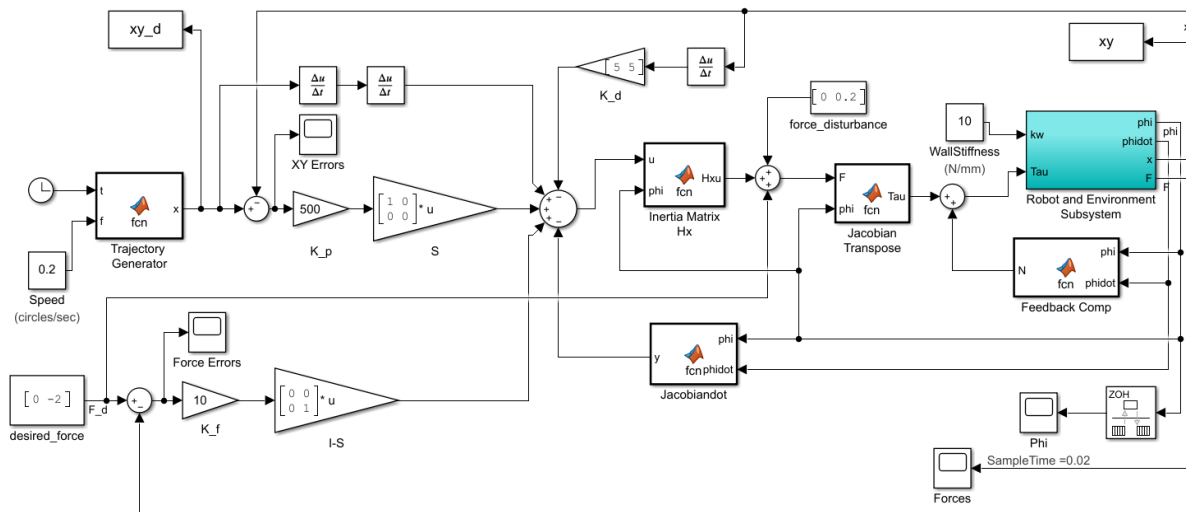 xy_d
xy
x
Δu
Δt
Δu
Δt
[ 5 5 ]
K_d
Δu
Δt
[ 0 0.2 ]
force_disturbance
10
WallStiffness
(N/mm)
kw
Tau
phi
phidot
x
F
phi
F
Robot and Environment
Subsystem
XY Errors
t
f
fcn
x
Trajectory
Generator
0.2
Speed
(circles/sec)
500
K_p
1 0
0 0
* u
S
u
phi
fcn
Hxu
Inertia Matrix
Hx
F
phi
fcn
Tau
Jacobian
Transpose
N
fcn
phi
phidot
Feedback Comp
Force Errors
[ 0 -2 ]
desired_force
F_d
10
K_f
0 0
0 1
* u
I-S
y
fcn
phi
phidot
Jacobiandot
ZOH
Phi
SampleTime =0.02
Forces